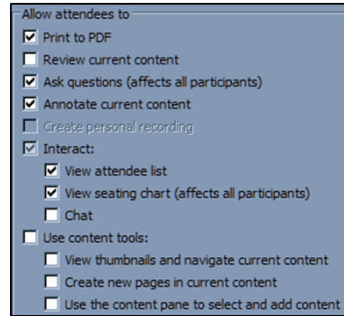 Allow attendees to
Print to PDF
Review current content
Ask questions (affects all participants)
Annotate current content
Create personal recording
Interact:
View attendee list
View seating chart (affects all participants)
Chat
Use content tools:
View thumbnails and navigate current content
Create new pages in current content
Use the content pane to select and add content